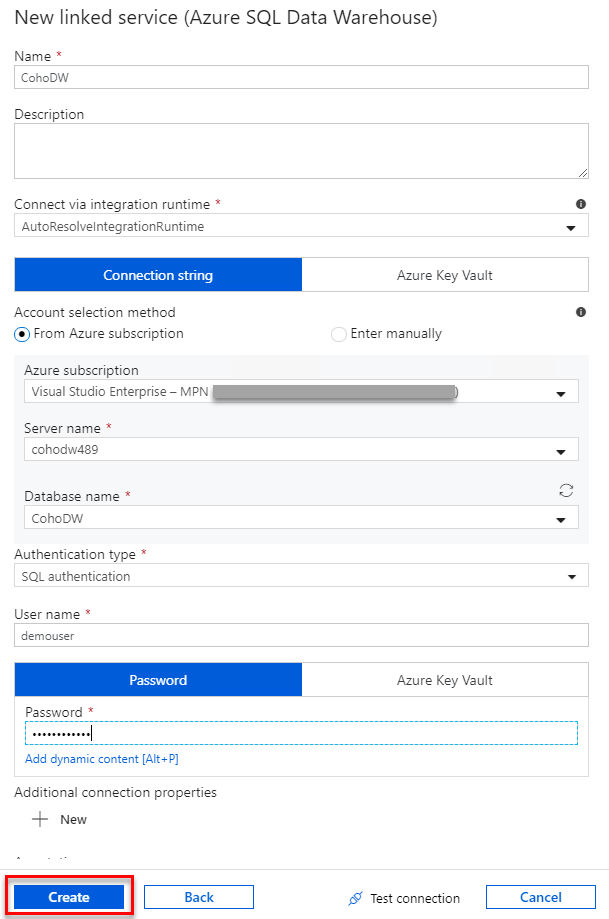 New linked service (Azure SQL Data Warehouse)
Name *
CohoDW
Description
Connect via integration runtime *
AutoResolveIntegrationRuntime
Connection string
Azure Key Vault
Account selection method
From Azure subscription
Enter manually
Azure subscription
Visual Studio Enterprise – MPN )
Server name *
cohodw489
Database name *
CohoDW
Authentication type *
SQL authentication
User name *
demouser
Password
Azure Key Vault
Password *
••••••••••••
Add dynamic content [Alt+P]
Additional connection properties
New
Create
Back
Test connection
Cancel